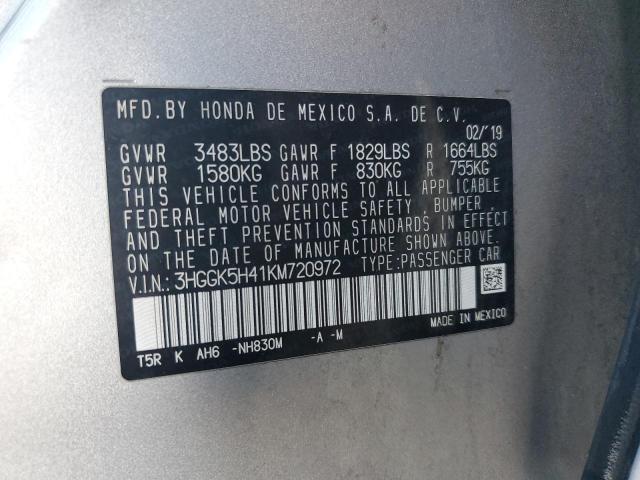 MFD.BY HONDA DE MEXICO S.A. DE C.V.
02/'19
GVWR 3483LBS GAWR F 1829LBS R 1664LBS
GVWR 1580KG GAWR F 830KG R 755KG
THIS VEHICLE CONFORMS TO ALL APPLICABLE
FEDERAL MOTOR VEHICLE SAFETY , BUMPER,
AND THEFT PREVENTION STANDARDS IN EFFECT
ON THE DATE OF MANUFACTURE SHOWN ABOVE.
V.I.N.: 3HGGK5H41KM720972 TYPE:PASSENGER CAR
T5R K AH6 -NH830M -A -M MADE IN MEXICO